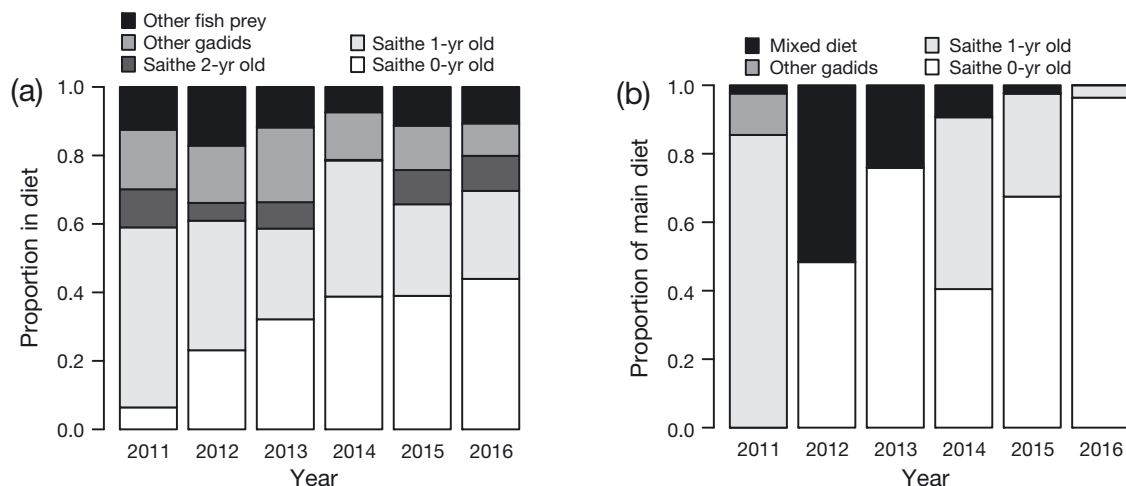 (a)
Other fish prey
Other gadids
Saithe 2-yr old
Saithe 1-yr old
Saithe 0-yr old
Proportion in diet
1.0
0.8
0.6
0.4
0.2
0.0
2011 2012 2013 2014 2015 2016
Year
(b)
Mixed diet
Other gadids
Saithe 1-yr old
Saithe 0-yr old
Proportion of main diet
1.0
0.8
0.6
0.4
0.2
0.0
2011 2012 2013 2014 2015 2016
Year